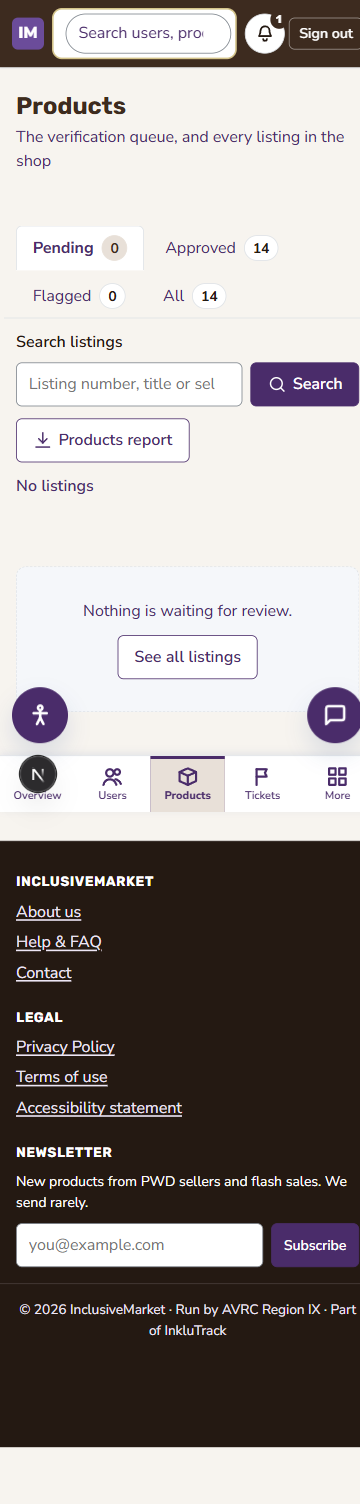 IM
Search users, prod
1
Sign out
Products
The verification queue, and every listing in the
shop
Pending 0
Approved 14
Flagged 0
All 14
Search listings
Listing number, title or sel
Search
Products report
No listings
Nothing is waiting for review.
See all listings
N
Overview
Users
Products
Tickets
More
INCLUSIVEMARKET
About us
Help & FAQ
Contact
LEGAL
Privacy Policy
Terms of use
Accessibility statement
NEWSLETTER
New products from PWD sellers and flash sales. We
send rarely.
you@example.com
Subscribe
© 2026 InclusiveMarket · Run by AVRC Region IX · Part
of InkluTrack